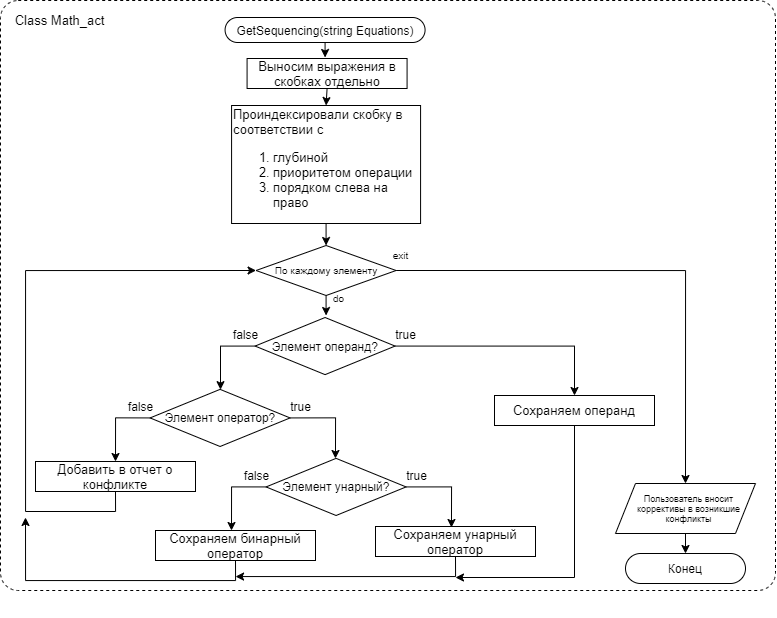 Class Math_act
GetSequencing(string Equations)
Выносим выражения в
скобках отдельно
Проиндексировали скобку в
соответствии с
1. глубиной
2. приоритетом операции
3. порядком слева на
право
По каждому элементу
exit
do
Элемент операнд?
false
true
Элемент оператор?
false
true
Сохраняем операнд
Добавить в отчет о
конфликте
Элемент унарный?
false
true
Сохраняем бинарный
оператор
Сохраняем унарный
оператор
Пользователь вносит
коррективы в возникшие
конфликты
Конец